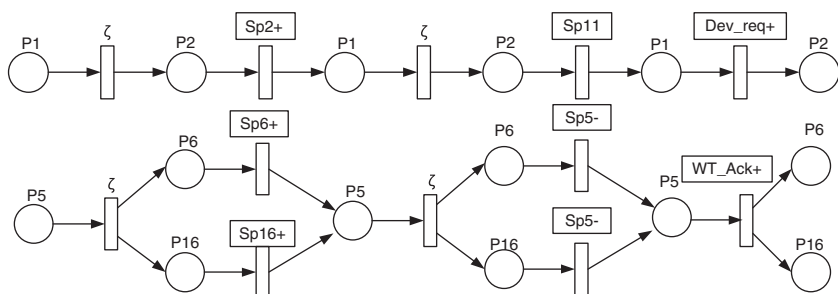 Sp2+ Sp11 Dev_req+
P1 ζ P2 P1 ζ P2 P1 P2
Sp6+ Sp5- P6
P6 P6
P5 ζ P5 ζ P5 WT_Ack+
P16 Sp16+ P16 Sp5- P16